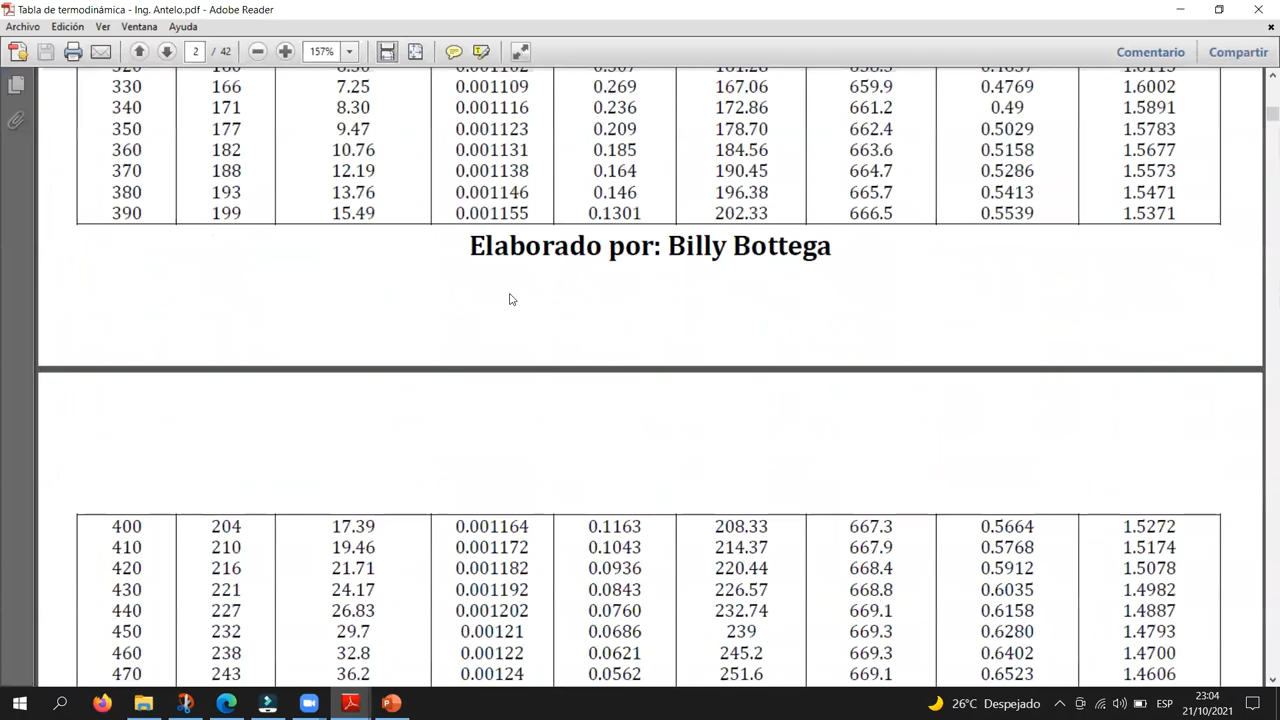 Tabla de termodinámica - Ing. Antelo.pdf - Adobe Reader
Archivo Edición Ver Ventana Ayuda
2 / 42 157% Comentario Compartir
330 166 7.25 0.001109 0.269 167.06 659.9 0.4769 1.6002
340 171 8.30 0.001116 0.236 172.86 661.2 0.49 1.5891
350 177 9.47 0.001123 0.209 178.70 662.4 0.5029 1.5783
360 182 10.76 0.001131 0.185 184.56 663.6 0.5158 1.5677
370 188 12.19 0.001138 0.164 190.45 664.7 0.5286 1.5573
380 193 13.76 0.001146 0.146 196.38 665.7 0.5413 1.5471
390 199 15.49 0.001155 0.1301 202.33 666.5 0.5539 1.5371
Elaborado por: Billy Bottega
400 204 17.39 0.001164 0.1163 208.33 667.3 0.5664 1.5272
410 210 19.46 0.001172 0.1043 214.37 667.9 0.5768 1.5174
420 216 21.71 0.001182 0.0936 220.44 668.4 0.5912 1.5078
430 221 24.17 0.001192 0.0843 226.57 668.8 0.6035 1.4982
440 227 26.83 0.001202 0.0760 232.74 669.1 0.6158 1.4887
450 232 29.7 0.00121 0.0686 239 669.3 0.6280 1.4793
460 238 32.8 0.00122 0.0621 245.2 669.3 0.6402 1.4700
470 243 36.2 0.00124 0.0562 251.6 669.1 0.6523 1.4606
26°C Despejado ESP 23:04
21/10/2021